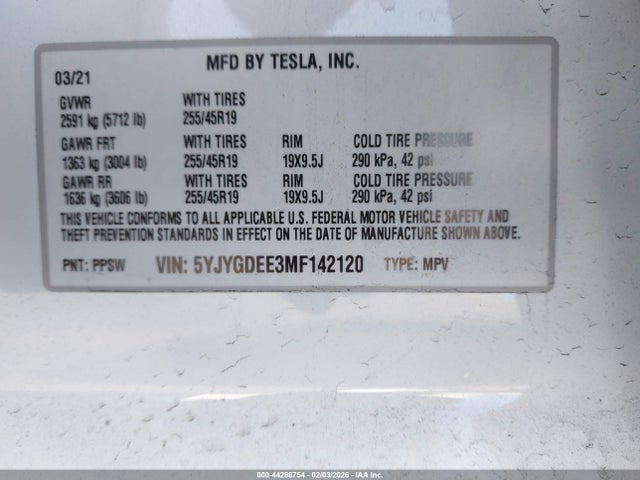 MFD BY TESLA, INC.
03/21
GVWR WITH TIRES
2591 kg (5712 lb) 255/45R19
GAWR FRT WITH TIRES RIM COLD TIRE PRESSURE
1363 kg (3004 lb) 255/45R19 19X9.5J 290 kPa, 42 psi
GAWR RR WITH TIRES RIM COLD TIRE PRESSURE
1636 kg (3606 lb) 255/45R19 19X9.5J 290 kPa, 42 psi
THIS VEHICLE CONFORMS TO ALL APPLICABLE U.S. FEDERAL MOTOR VEHICLE SAFETY AND
THEFT PREVENTION STANDARDS IN EFFECT ON THE DATE OF MANUFACTURE SHOWN ABOVE.
PNT: PPSW VIN: 5YJYGDEE3MF142120 TYPE: MPV
000-44288754 - 02/03/2026 - IAAI Inc.